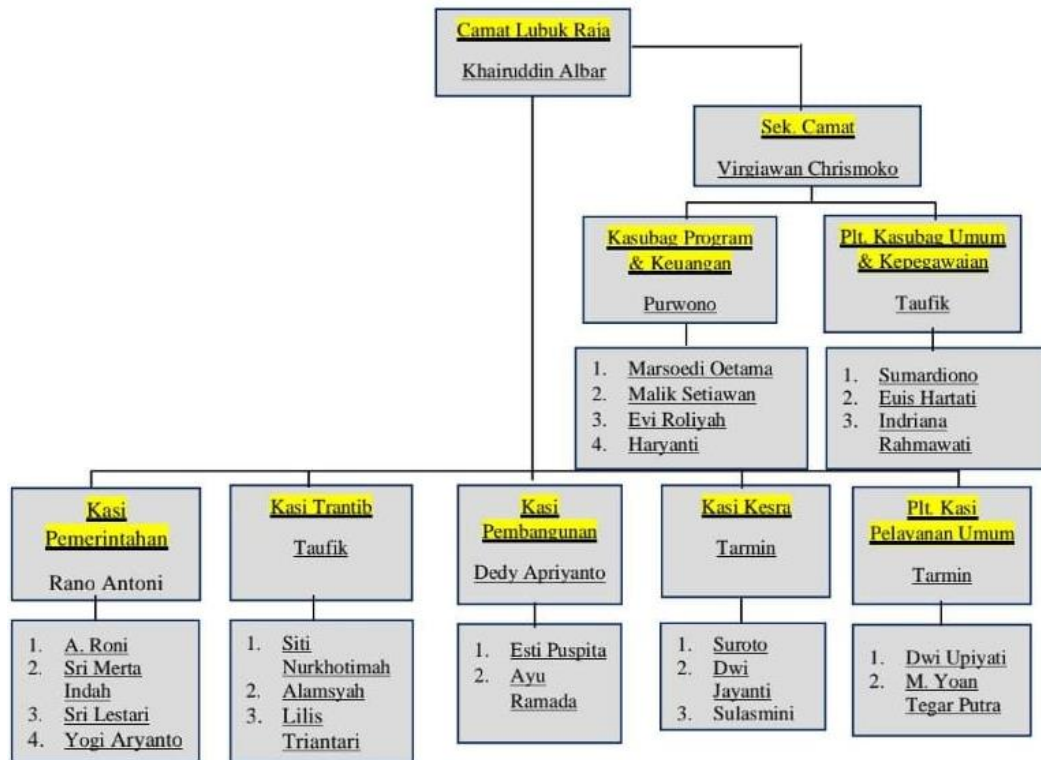 Camat Lubuk Raja
Khairuddin Albar
Sek. Camat
Virgiawan Chrismoko
Kasubag Program
& Keuangan
Purwono
Plt. Kasubag Umum
& Kepegawaian
Taufik
1. Marsoedi Oetama
2. Malik Setiawan
3. Evi Roliyah
4. Haryanti
1. Sumardiono
2. Euis Hartati
3. Indriana
Rahmawati
Kasi
Pemerintahan
Rano Antoni
Kasi Trantib
Taufik
Kasi
Pembangunan
Dedy Apriyanto
Kasi Kesra
Tarmin
Plt. Kasi
Pelayanan Umum
Tarmin
1. A. Roni
2. Sri Merta
Indah
3. Sri Lestari
4. Yogi Aryanto
1. Siti
Nurkhotimah
2. Alamsyah
3. Lilis
Triantari
1. Esti Puspita
2. Ayu
Ramada
1. Suroto
2. Dwi
Jayanti
3. Sulasmini
1. Dwi Upiyati
2. M. Yoan
Tegar Putra